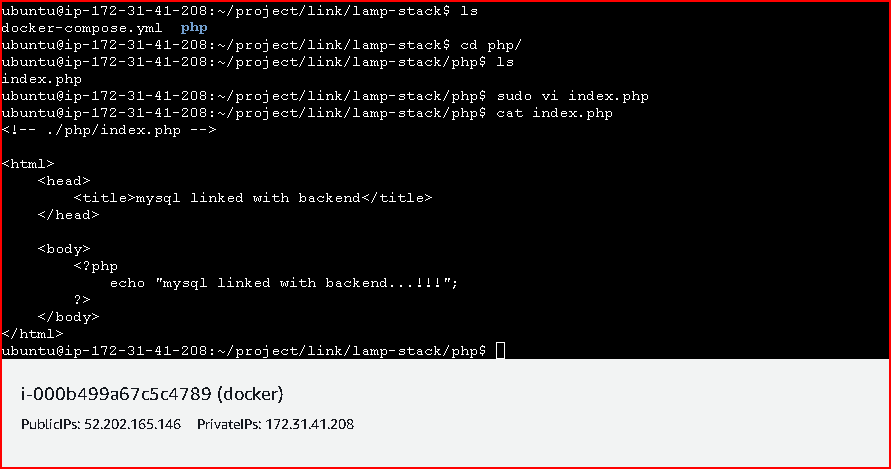 ubuntu@ip-172-31-41-208:~/project/link/lamp-stack$ ls
docker-compose.yml  php
ubuntu@ip-172-31-41-208:~/project/link/lamp-stack$ cd php/
ubuntu@ip-172-31-41-208:~/project/link/lamp-stack/php$ ls
index.php
ubuntu@ip-172-31-41-208:~/project/link/lamp-stack/php$ sudo vi index.php
ubuntu@ip-172-31-41-208:~/project/link/lamp-stack/php$ cat index.php
<!-- ./php/index.php -->

<html>
    <head>
        <title>mysql linked with backend</title>
    </head>

    <body>
        <?php
            echo "mysql linked with backend...!!!";
        ?>
    </body>
</html>
ubuntu@ip-172-31-41-208:~/project/link/lamp-stack/php$
i-000b499a67c5c4789 (docker)
PublicIPs: 52.202.165.146    PrivateIPs: 172.31.41.208